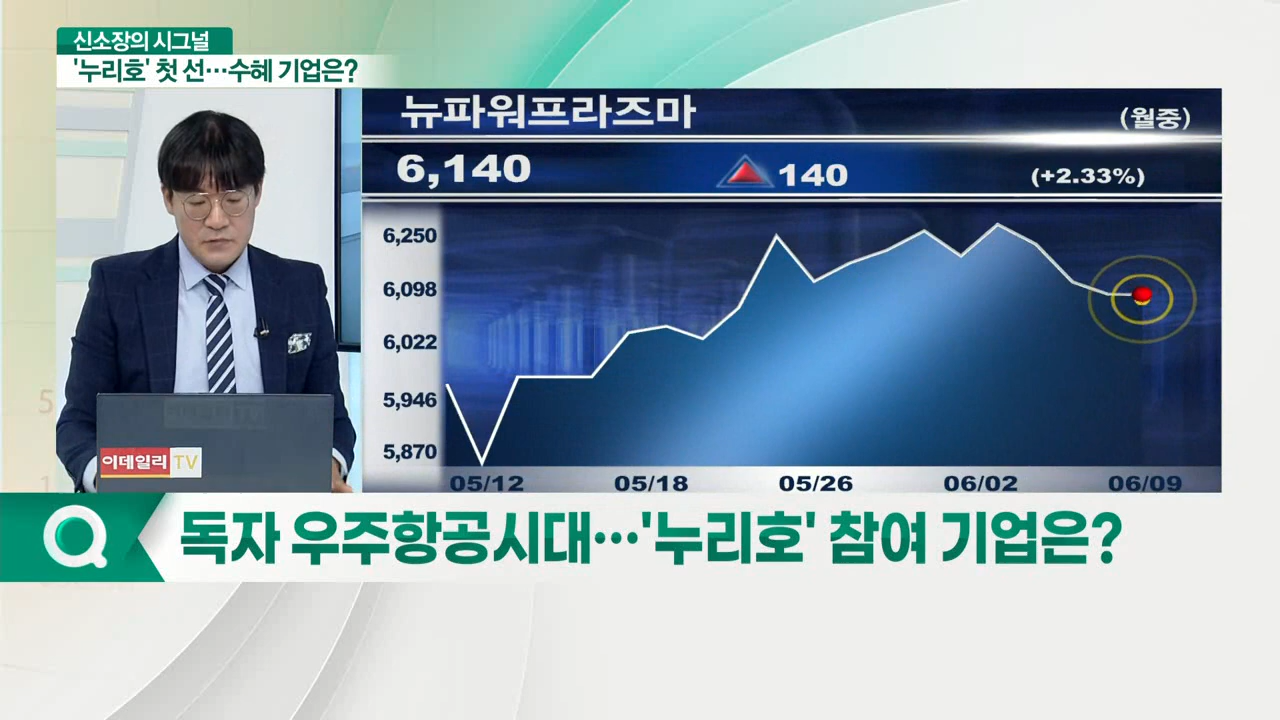 신소장의 시그널
'누리호' 첫 선…수혜 기업은?
뉴파워프라즈마
(월중)
6,140
140
(+2.33%)
6,250
6,098
6,022
5,946
5,870
05/12
05/18
05/26
06/02
06/09
이데일리TV
독자 우주항공시대…'누리호' 참여 기업은?